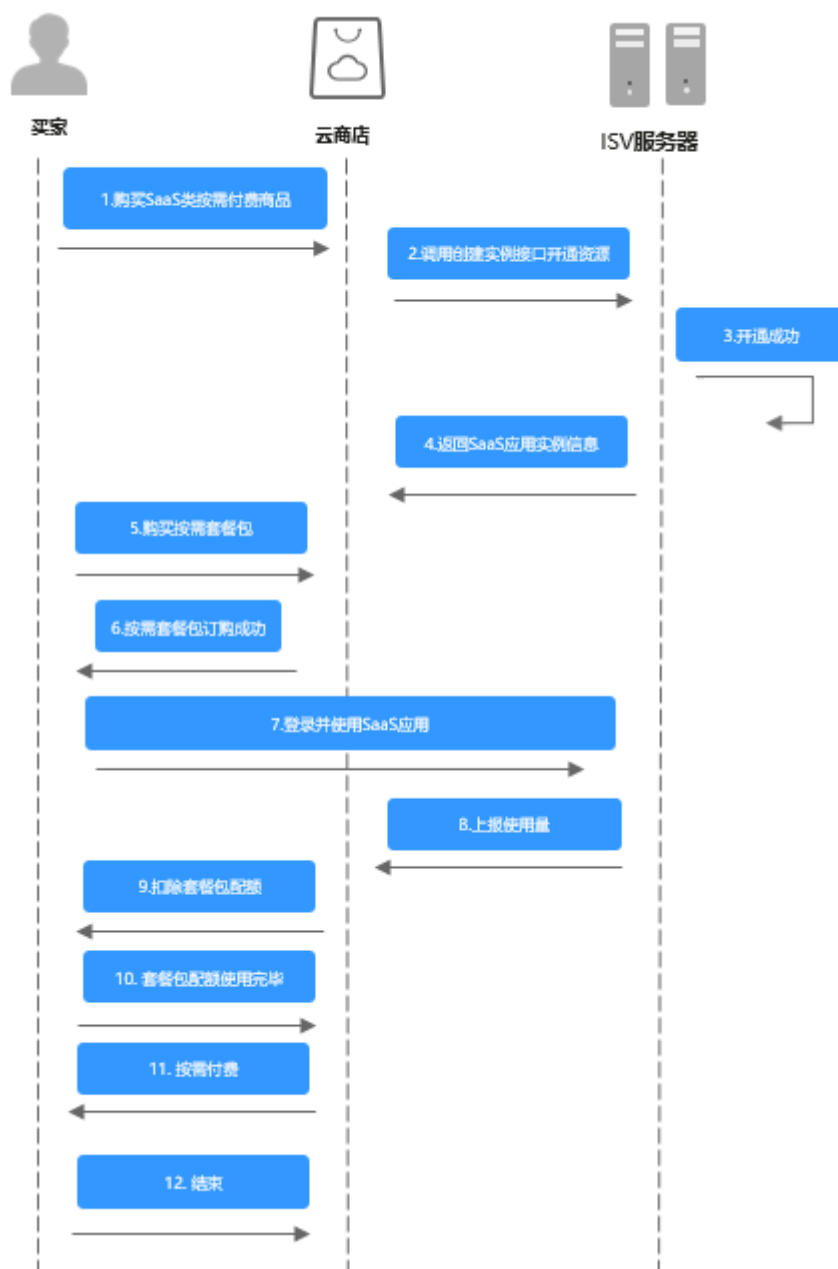 买家
云商店
ISV服务器
1.购买SaaS类按需付费商品
2.调用创建实例接口开通资源
3.开通成功
4.返回SaaS应用实例信息
5.购买按需套餐包
6.按需套餐包订购成功
7.登录并使用SaaS应用
8.上报使用量
9.扣除套餐包配额
10. 套餐包配额使用完毕
11. 按需付费
12. 结束